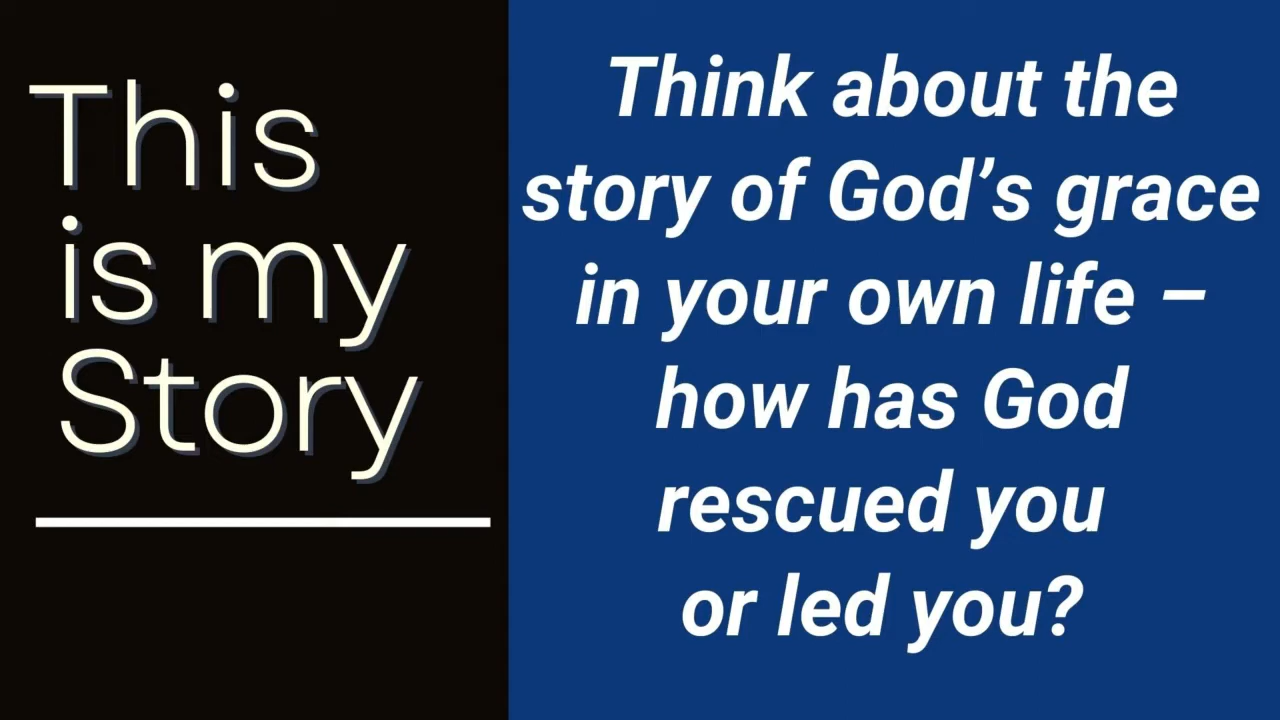 This
is my
Story
Think about the
story of God’s grace
in your own life –
how has God
rescued you
or led you?